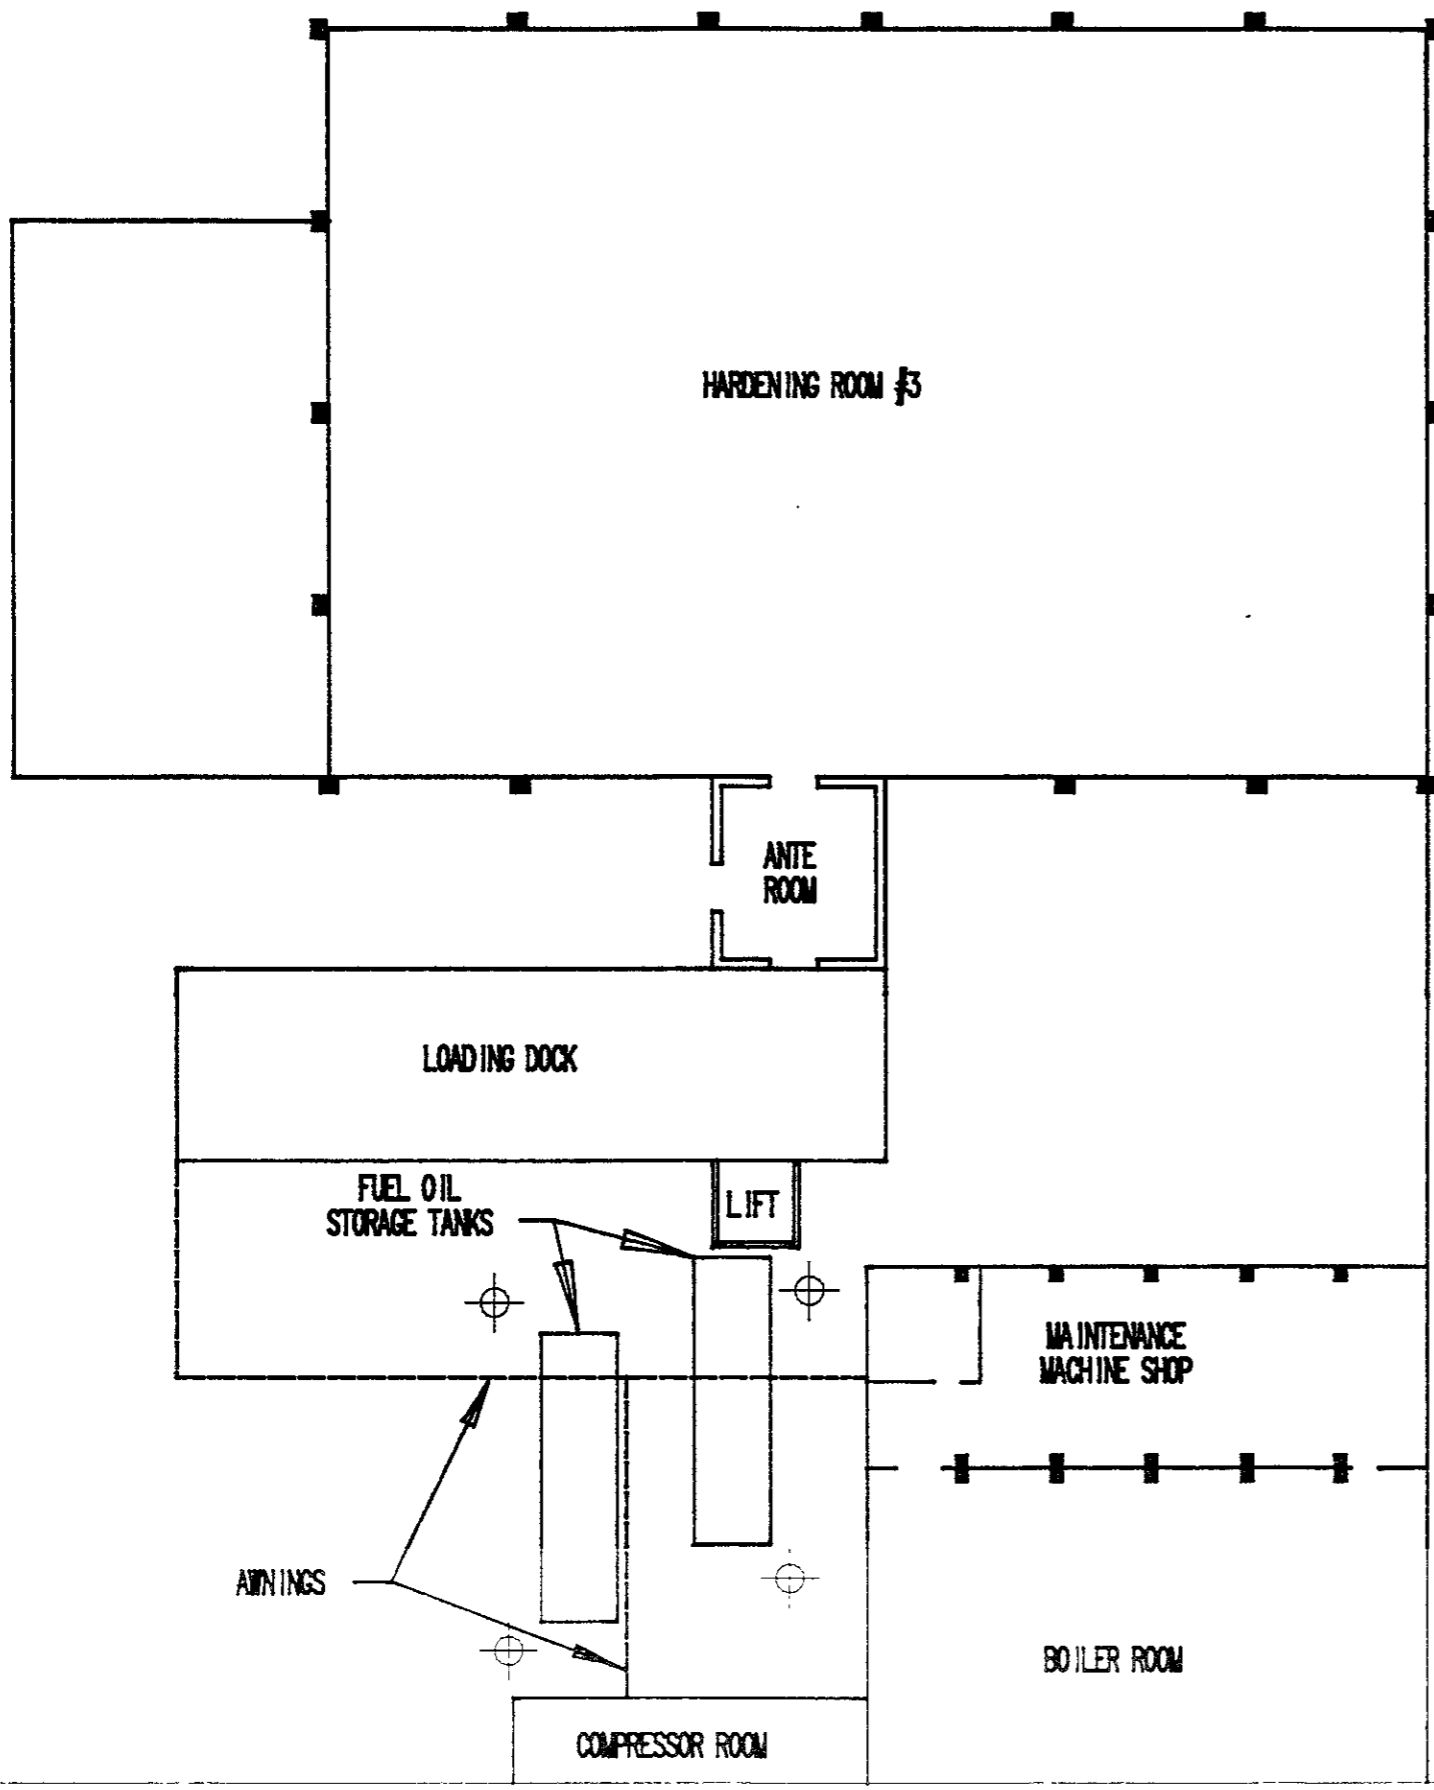 HARDENING ROOM #3
ANTE
ROOM
LOADING DOCK
FUEL OIL
STORAGE TANKS
LIFT
MAINTENANCE
MACHINE SHOP
AWNINGS
BOILER ROOM
COMPRESSOR ROOM